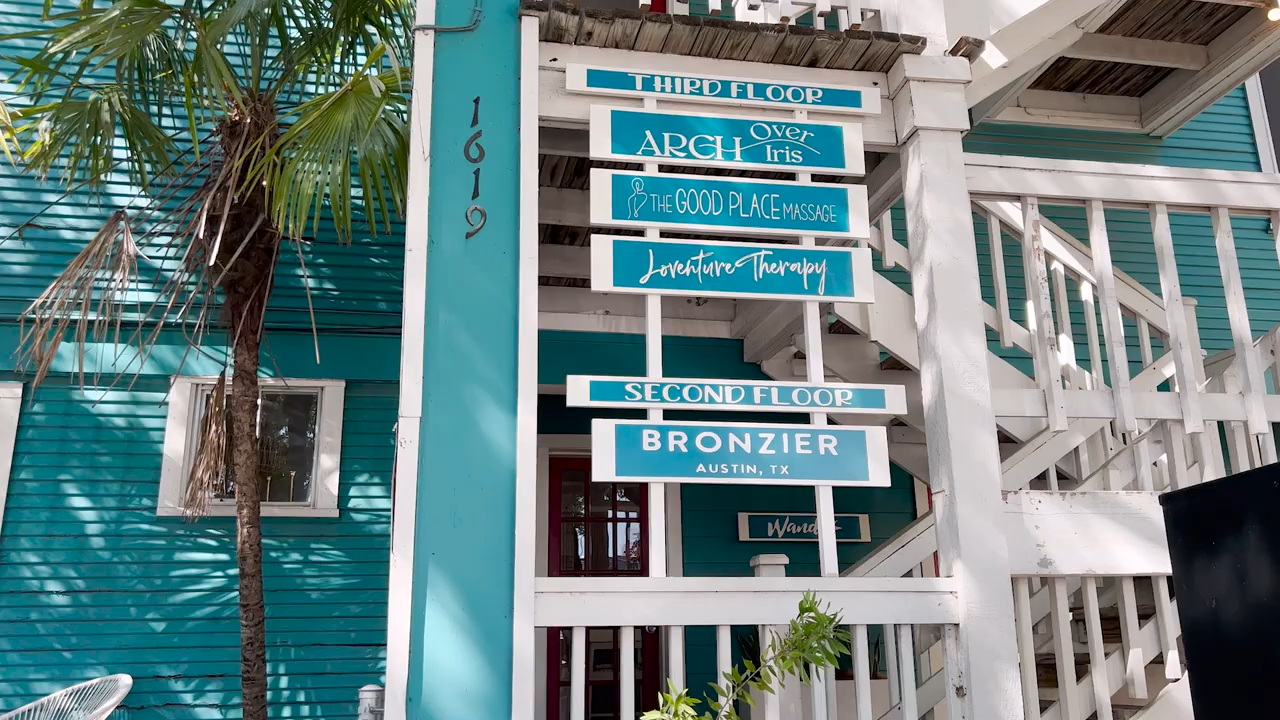 1619
THIRD FLOOR
ARCH Over Iris
THE GOOD PLACE MASSAGE
Loventure Therapy
SECOND FLOOR
BRONZIER
AUSTIN, TX